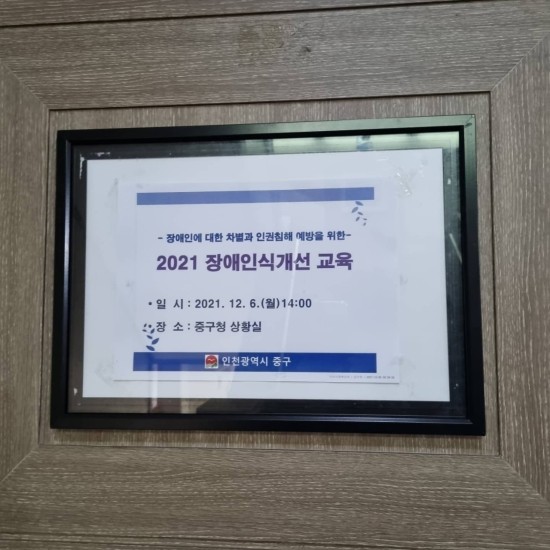 - 장애인에 대한 차별과 인권침해 예방을 위한-
2021 장애인식개선 교육
• 일 시 : 2021. 12. 6.(월)14:00
장 소 : 중구청 상황실
인천광역시 중구